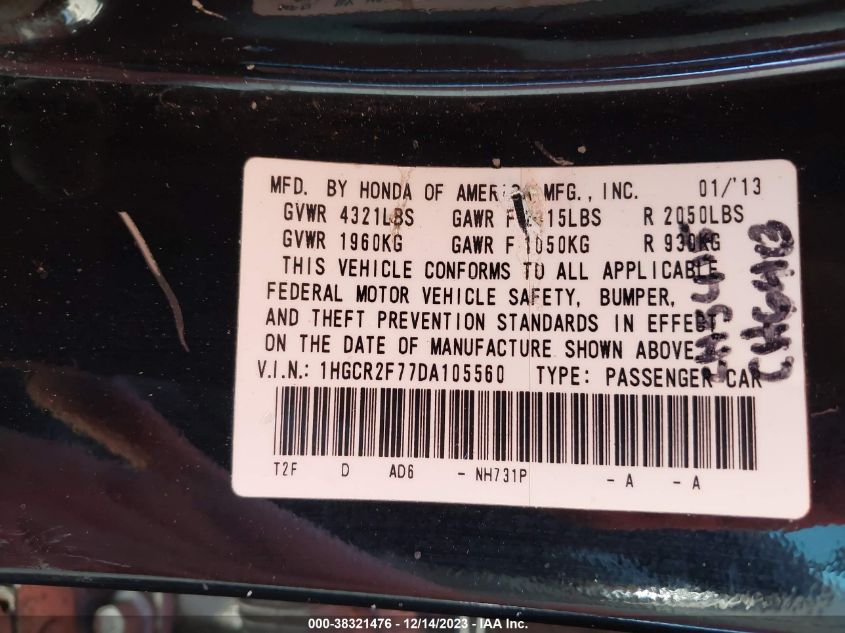 MFD. BY HONDA OF AMERICA MFG., INC. 01/'13
GVWR 4321LBS GAWR F 15LBS R 2050LBS
GVWR 1960KG GAWR F 1050KG R 930KG
THIS VEHICLE CONFORMS TO ALL APPLICABLE
FEDERAL MOTOR VEHICLE SAFETY, BUMPER,
AND THEFT PREVENTION STANDARDS IN EFFECT
ON THE DATE OF MANUFACTURE SHOWN ABOVE.
V.I.N.: 1HGCR2F77DA105560 TYPE: PASSENGER CAR
T2F D AD6 - NH731P - A - A
000-38321476 - 12/14/2023 - IAA Inc.